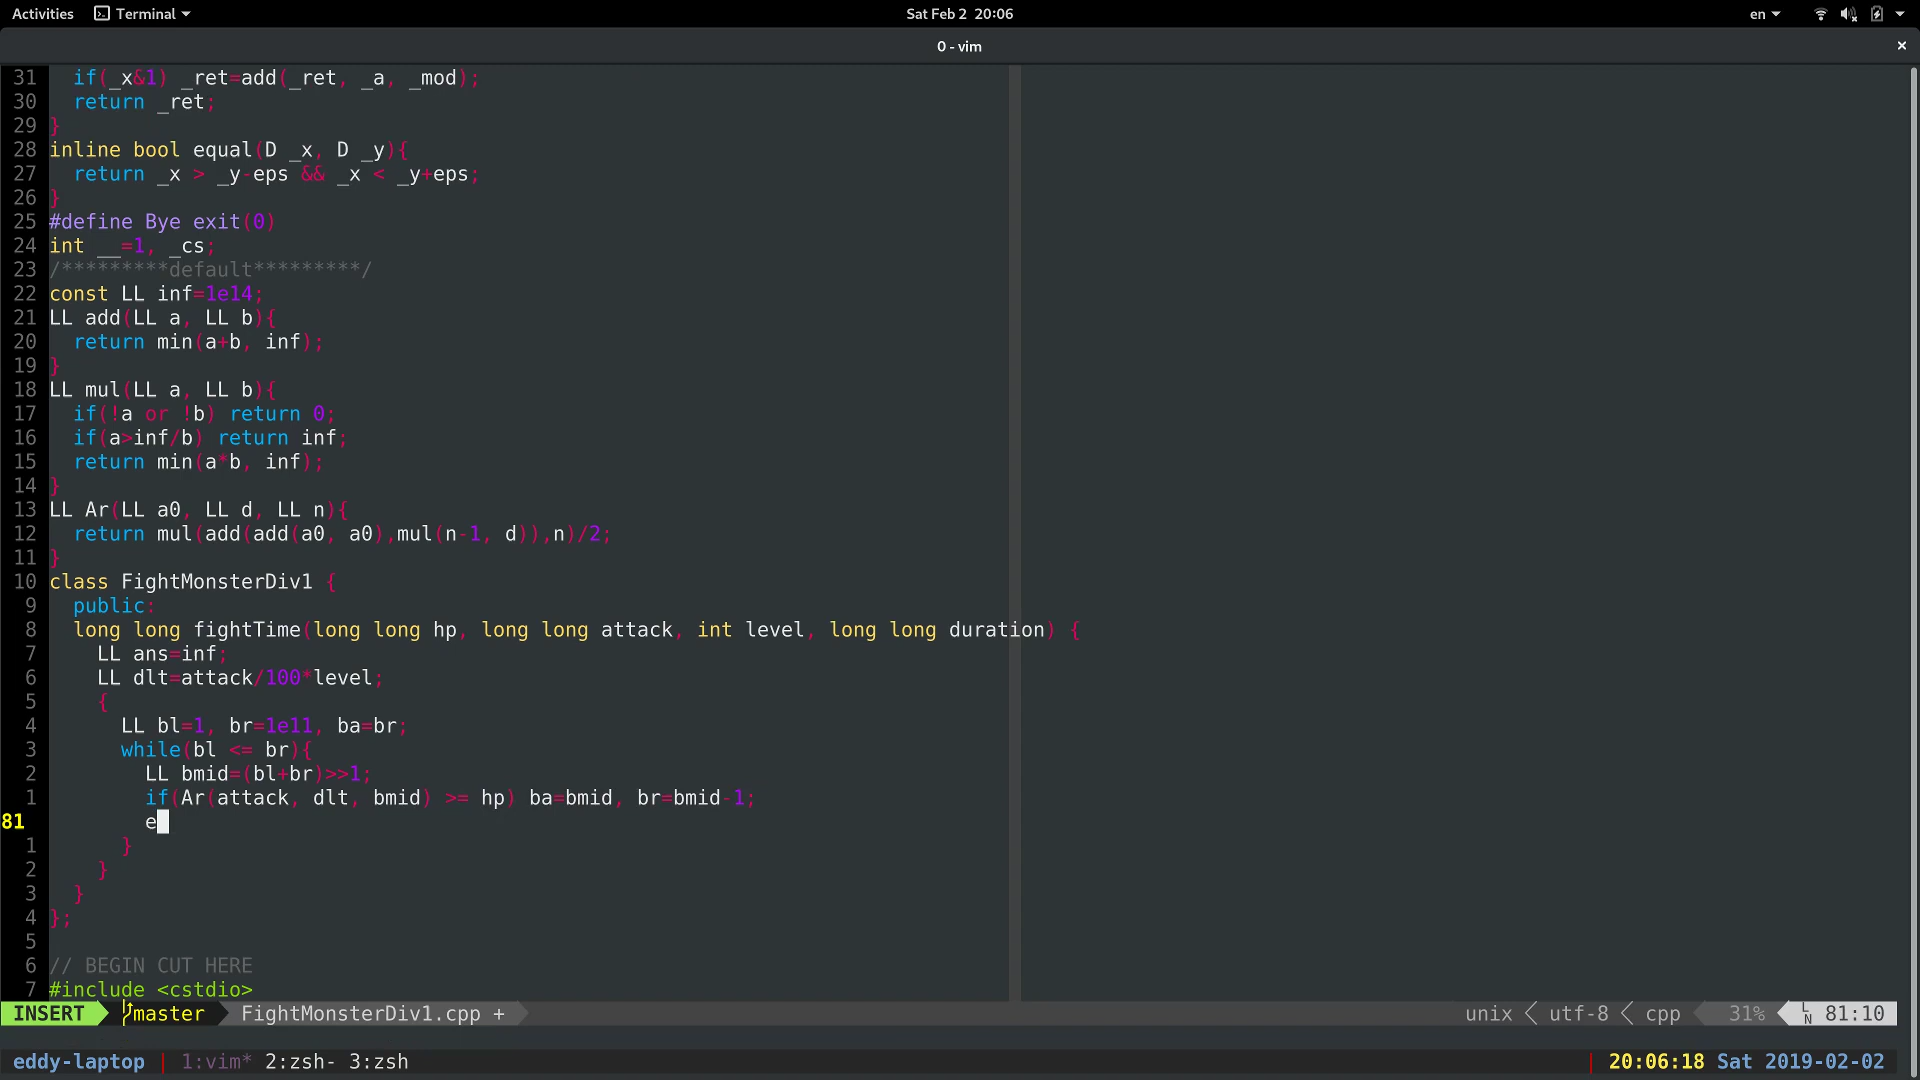 Activities Terminal Sat Feb 2 20:06 en
0 - vim
31 if(_x&1) _ret=add(_ret, _a, _mod);
30 return _ret;
29 }
28 inline bool equal(D _x, D _y){
27 return _x > _y-eps && _x < _y+eps;
26 }
25 #define Bye exit(0)
24 int __=1, _cs;
23 /*********default*********/
22 const LL inf=1e14;
21 LL add(LL a, LL b){
20 return min(a+b, inf);
19 }
18 LL mul(LL a, LL b){
17 if(!a or !b) return 0;
16 if(a>inf/b) return inf;
15 return min(a*b, inf);
14 }
13 LL Ar(LL a0, LL d, LL n){
12 return mul(add(add(a0, a0),mul(n-1, d)),n)/2;
11 }
10 class FightMonsterDiv1 {
9 public:
8 long long fightTime(long long hp, long long attack, int level, long long duration) {
7 LL ans=inf;
6 LL dlt=attack/100*level;
5 {
4 LL bl=1, br=1e11, ba=br;
3 while(bl <= br){
2 LL bmid=(bl+br)>>1;
1 if(Ar(attack, dlt, bmid) >= hp) ba=bmid, br=bmid-1;
81 e
1 }
2 }
3 }
4 };
5
6 // BEGIN CUT HERE
7 #include <cstdio>
INSERT master FightMonsterDiv1.cpp + unix utf-8 cpp 31% LN 81:10
eddy-laptop | 1:vim* 2:zsh- 3:zsh | 20:06:18 Sat 2019-02-02